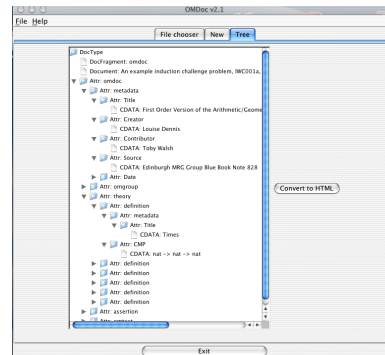 OMDoc v2.1
File Help
File chooser New Tree
DocType
DocFragment: omdoc
Document: An example induction challenge problem, IWC001a,
Attr: omdoc
Attr: metadata
Attr: Title
CDATA: First Order Version of the Arithmetic/Geome
Attr: Creator
CDATA: Louise Dennis
Attr: Contributor
CDATA: Toby Walsh
Attr: Source
CDATA: Edinburgh MRG Group Blue Book Note 828
Attr: Date
Attr: omgroup
Convert to HTML
Attr: theory
Attr: definition
Attr: metadata
Attr: Title
CDATA: Times
Attr: CMP
CDATA: nat -> nat -> nat
Attr: definition
Attr: definition
Attr: definition
Attr: definition
Attr: assertion
Exit